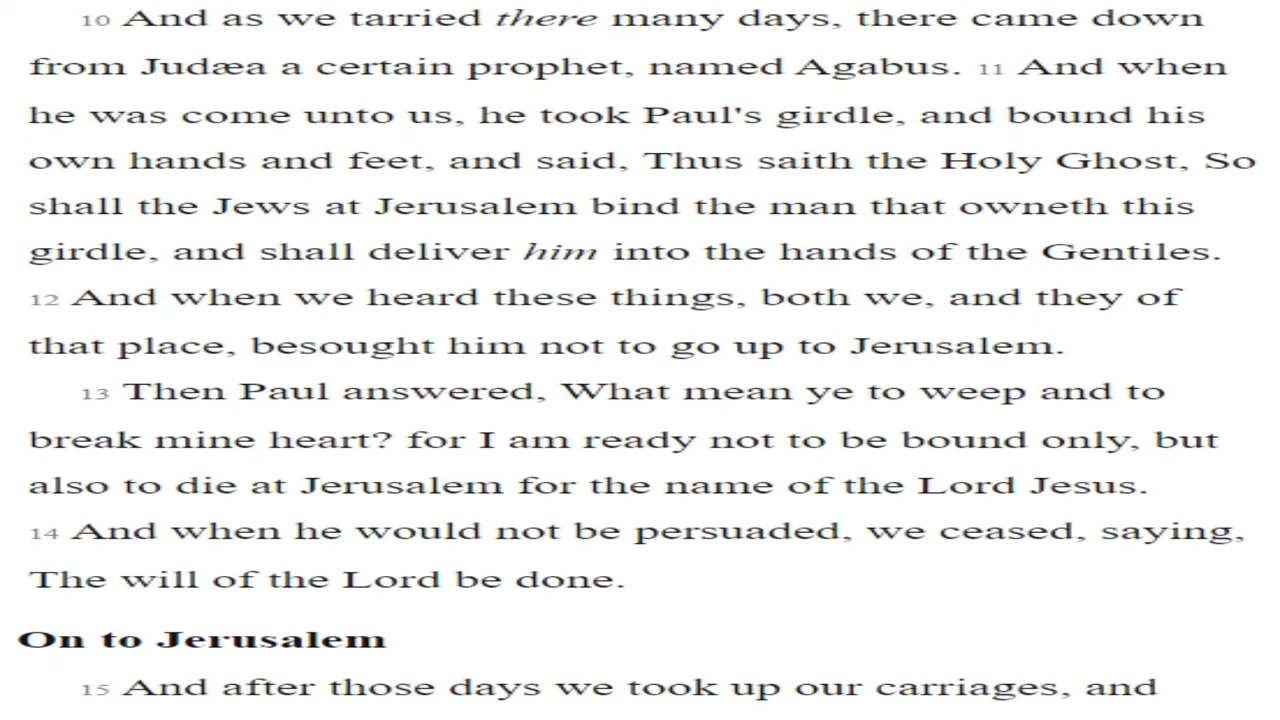 10 And as we tarried there many days, there came down
from Judæa a certain prophet, named Agabus. 11 And when
he was come unto us, he took Paul's girdle, and bound his
own hands and feet, and said, Thus saith the Holy Ghost, So
shall the Jews at Jerusalem bind the man that owneth this
girdle, and shall deliver him into the hands of the Gentiles.
12 And when we heard these things, both we, and they of
that place, besought him not to go up to Jerusalem.
13 Then Paul answered, What mean ye to weep and to
break mine heart? for I am ready not to be bound only, but
also to die at Jerusalem for the name of the Lord Jesus.
14 And when he would not be persuaded, we ceased, saying,
The will of the Lord be done.
On to Jerusalem
15 And after those days we took up our carriages, and